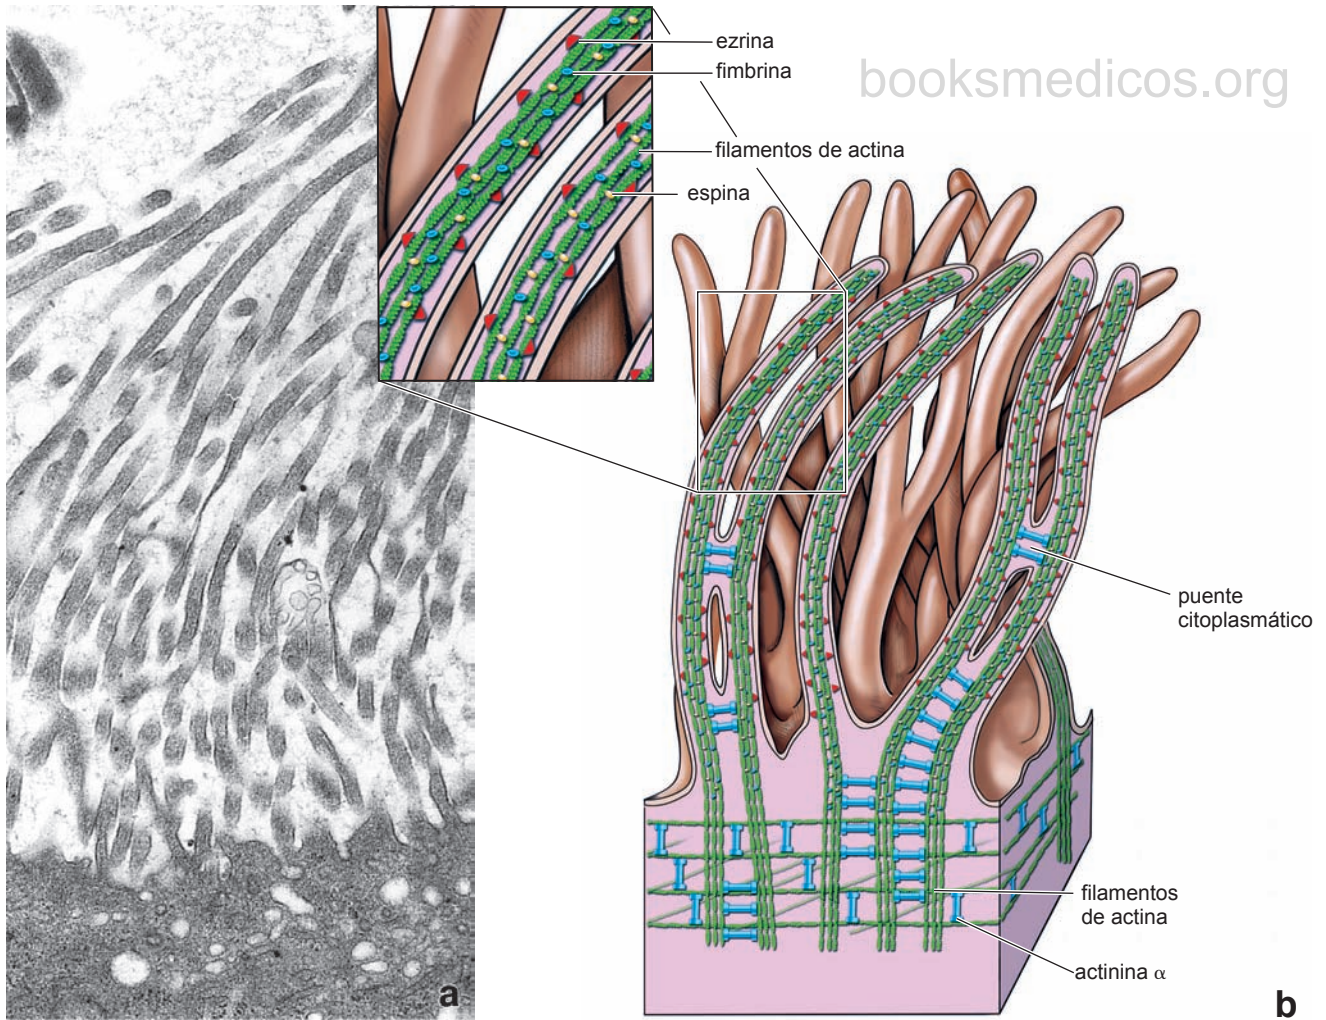 ezrina
fimbrina
booksmedicos.org
filamentos de actina
espina
puente
citoplasmático
filamentos
de actina
actinina α
a
b